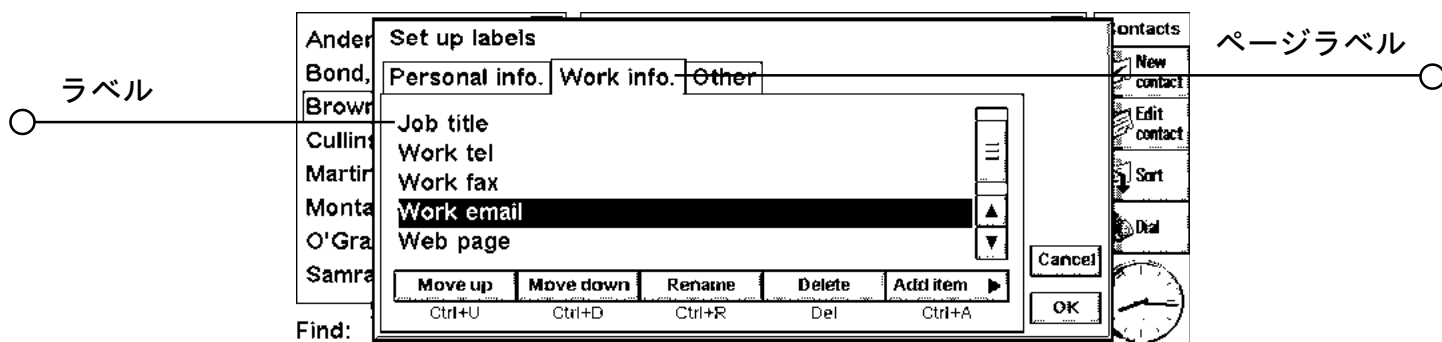 ラベル
ページラベル
Set up labels
Personal info. Work info. Other
Job title
Work tel
Work fax
Work email
Web page
Move up Move down Rename Delete Add item
Ctrl+U Ctrl+D Ctrl+R Del Ctrl+A
Cancel
OK
Ander
Bond,
Brown
Cullin
Martin
Monta
O'Gra
Samra
Find:
ontacts
New
contact
Edit
contact
Sort
Dial